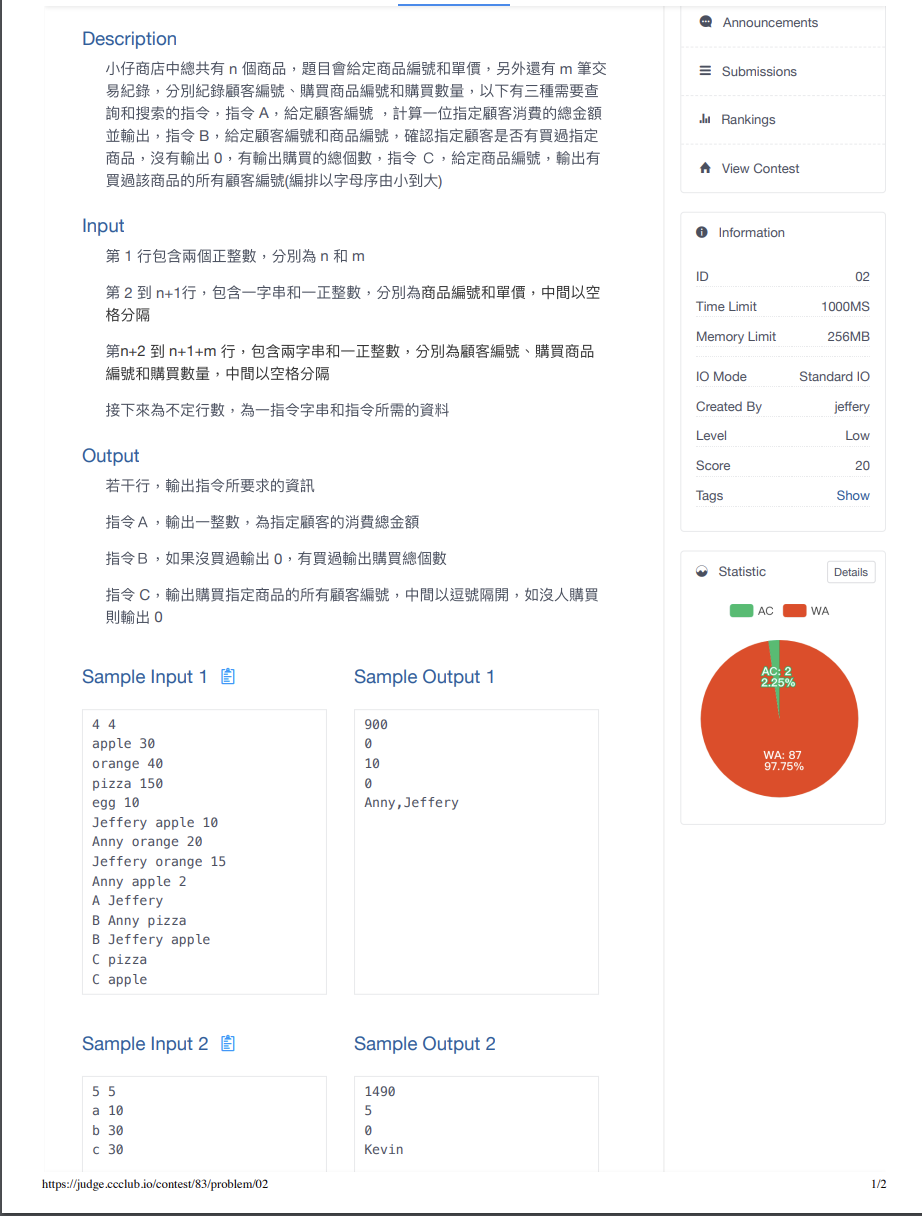 Description
小仔商店中總共有 n 個商品，題目會給定商品編號和單價，另外還有 m 筆交
易紀錄，分別紀錄顧客編號、購買商品編號和購買數量，以下有三種需要查
詢和搜索的指令，指令 A，給定顧客編號 ，計算一位指定顧客消費的總金額
並輸出，指令 B，給定顧客編號和商品編號，確認指定顧客是否有買過指定
商品，沒有輸出 0，有輸出購買的總個數，指令 C，給定商品編號，輸出有
買過該商品的所有顧客編號(編排以字母序由小到大)
Input
第 1 行包含兩個正整數，分別為 n 和 m
第 2 到 n+1行，包含一字串和一正整數，分別為商品編號和單價，中間以空
格分隔
第n+2 到 n+1+m 行，包含兩字串和一正整數，分別為顧客編號、購買商品
編號和購買數量，中間以空格分隔
接下來為不定行數，為一指令字串和指令所需的資料
Output
若干行，輸出指令所要求的資訊
指令A，輸出一整數，為指定顧客的消費總金額
指令B，如果沒買過輸出 0，有買過輸出購買總個數
指令 C，輸出購買指定商品的所有顧客編號，中間以逗號隔開，如沒人購買
則輸出 0
Sample Input 1
4 4
apple 30
orange 40
pizza 150
egg 10
Jeffery apple 10
Anny orange 20
Jeffery orange 15
Anny apple 2
A Jeffery
B Anny pizza
B Jeffery apple
C pizza
C apple
Sample Output 1
900
0
10
0
Anny,Jeffery
Sample Input 2
5 5
a 10
b 30
c 30
Sample Output 2
1490
5
0
Kevin
Announcements
Submissions
Rankings
View Contest
Information
ID 02
Time Limit 1000MS
Memory Limit 256MB
IO Mode Standard IO
Created By jeffery
Level Low
Score 20
Tags Show
Statistic Details
AC WA
AC: 2
2.25%
WA: 87
97.75%
https://judge.ccclub.io/contest/83/problem/02 1/2